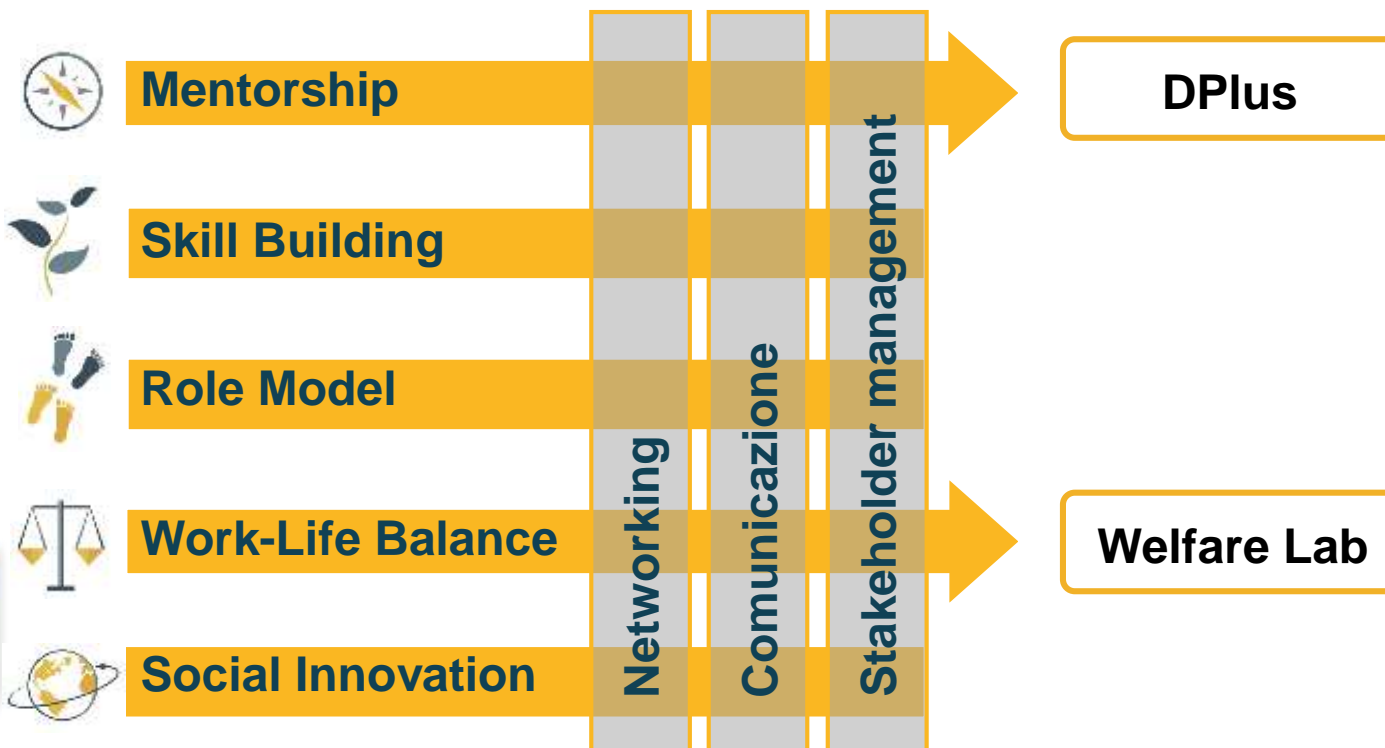 Mentorship
DPlus
Skill Building
Role Model
Work-Life Balance
Welfare Lab
Social Innovation
Networking
Comunicazione
Stakeholder management